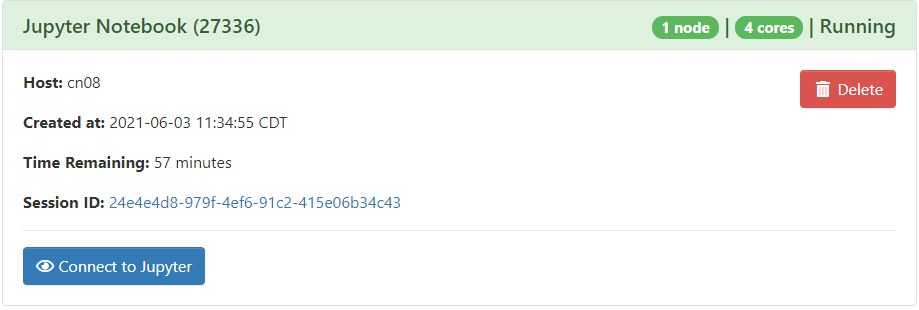 Jupyter Notebook (27336) 1 node | 4 cores | Running
Host: cn08
Delete
Created at: 2021-06-03 11:34:55 CDT
Time Remaining: 57 minutes
Session ID: 24e4e4d8-979f-4ef6-91c2-415e06b34c43
Connect to Jupyter